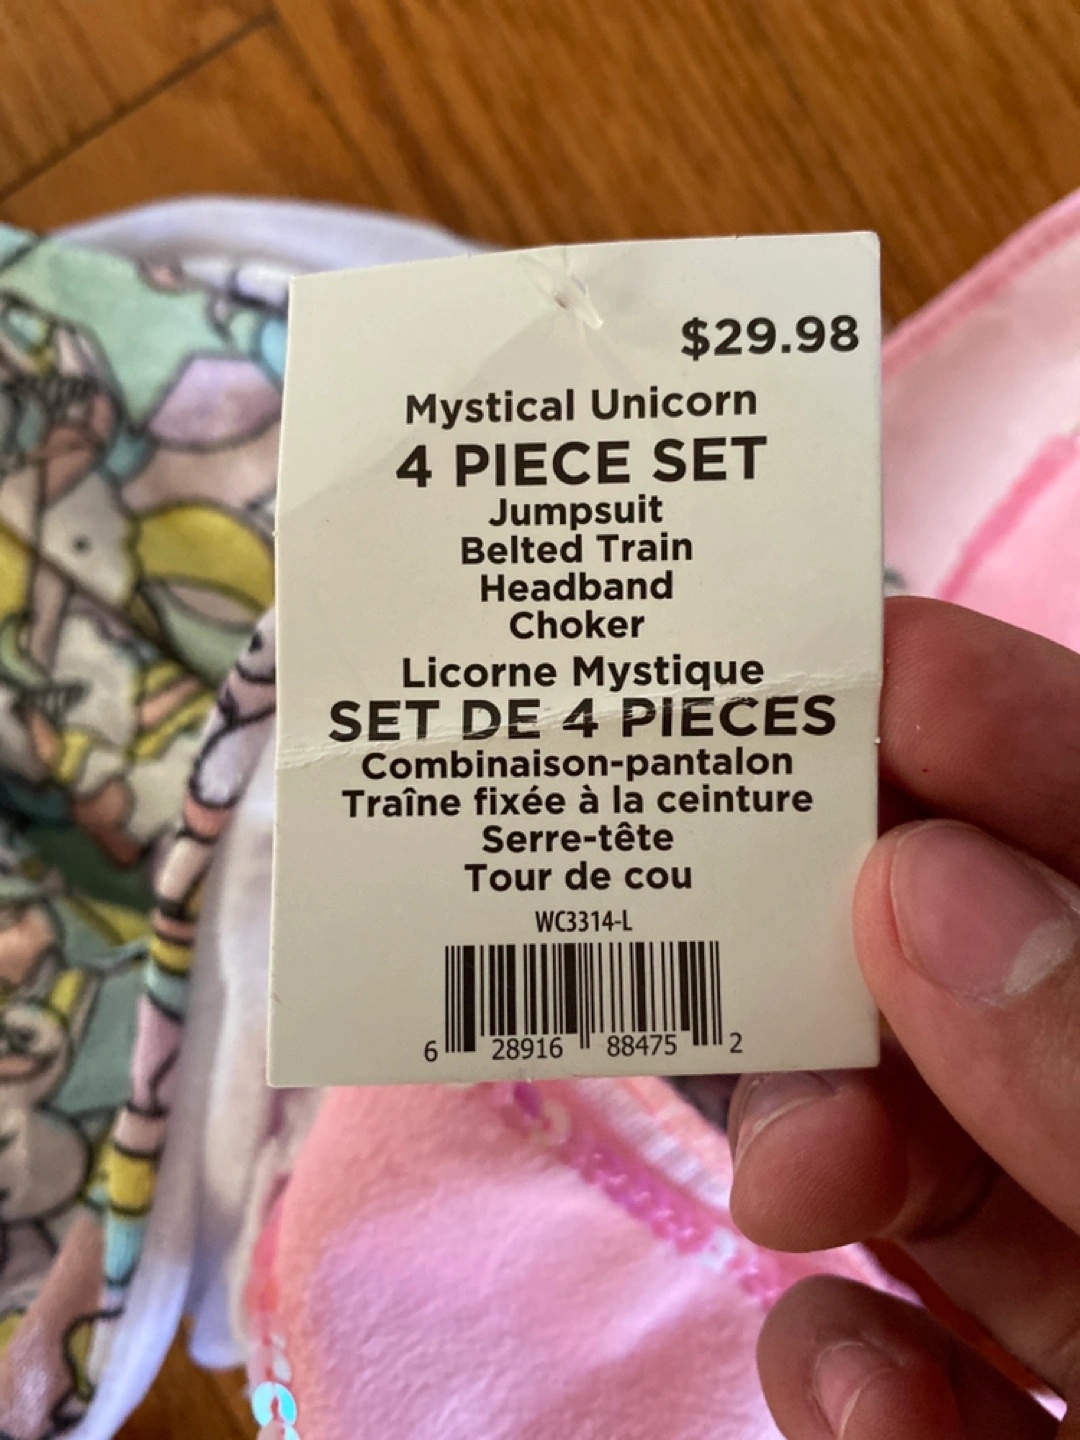 $29.98
Mystical Unicorn
4 PIECE SET
Jumpsuit
Belted Train
Headband
Choker
Licorne Mystique
SET DE 4 PIECES
Combinaison-pantalon
Traîne fixée à la ceinture
Serre-tête
Tour de cou
WC3314-L
6 28916 88475 2